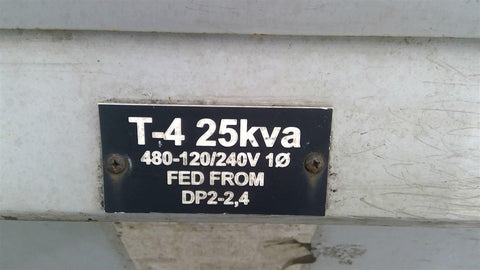 T-4 25kva
480-120/240V 1Ø
FED FROM
DP2-2,4